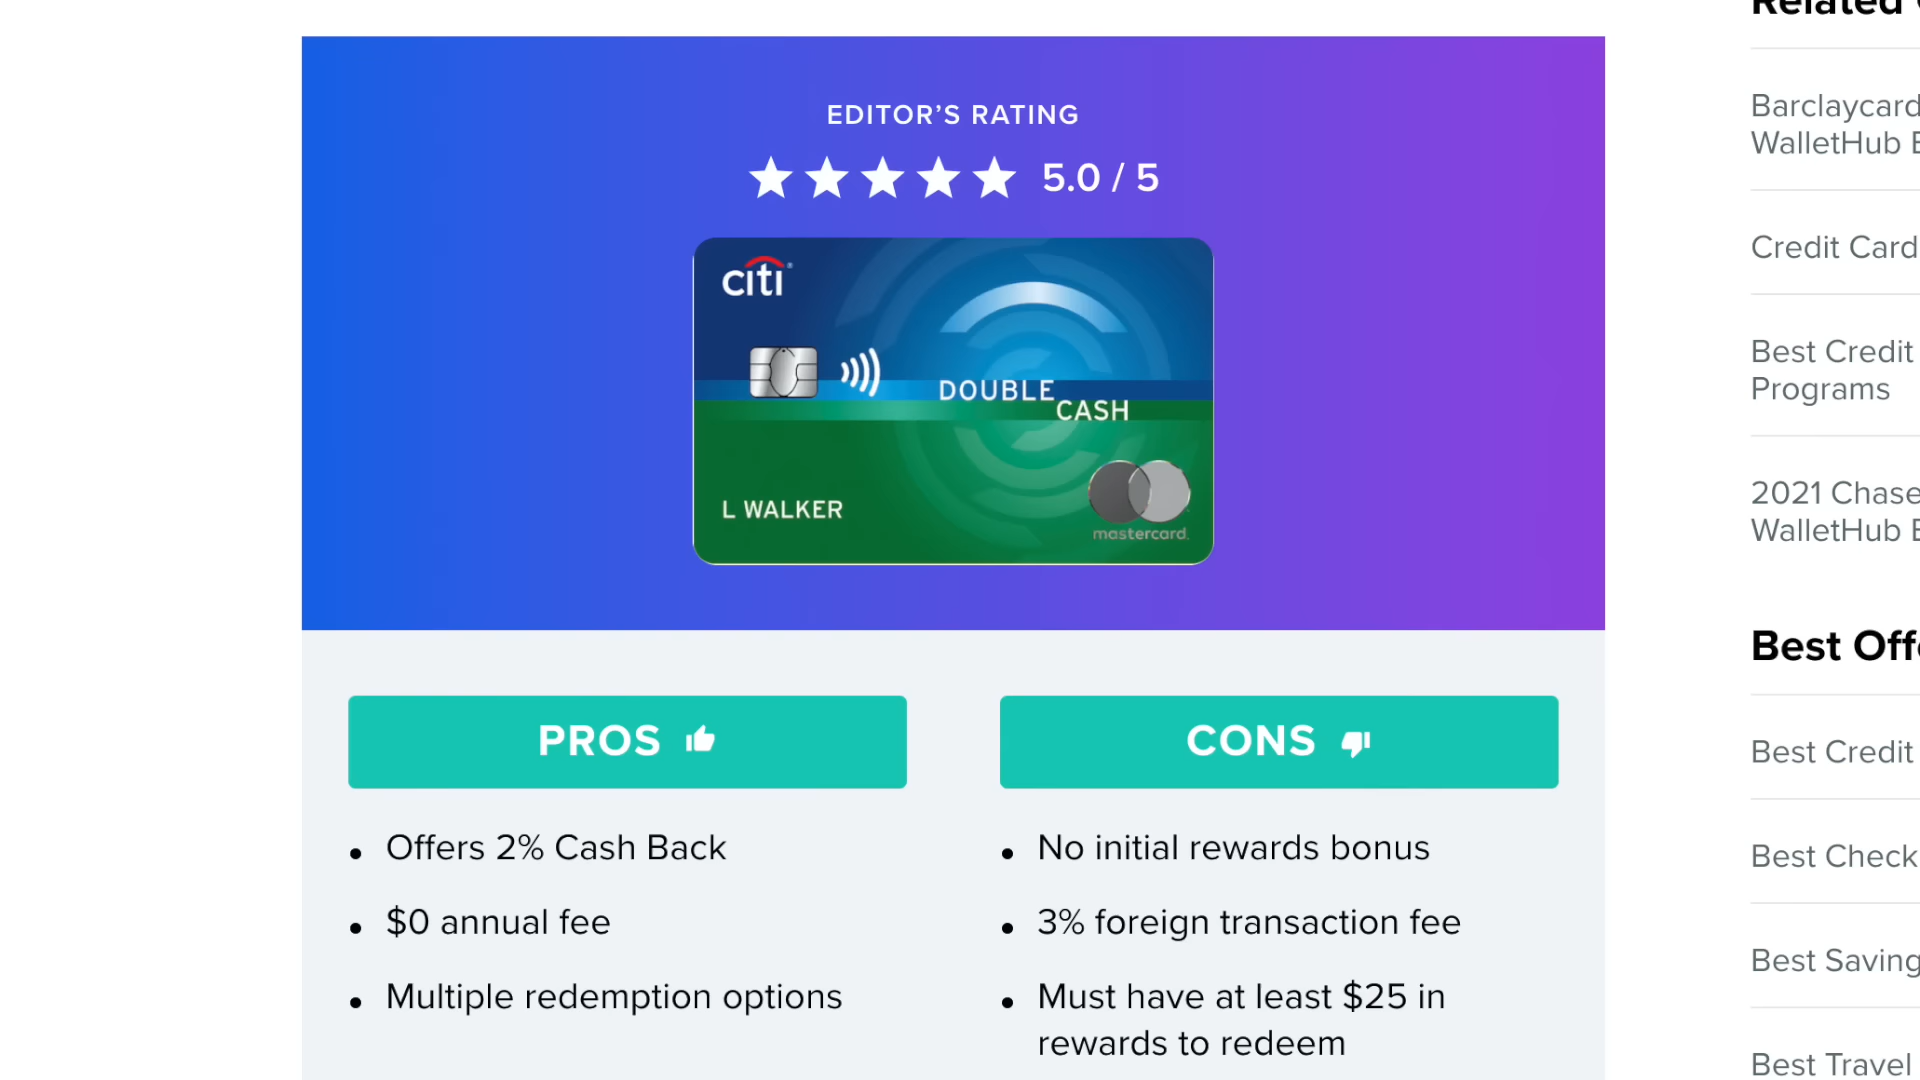 EDITOR’S RATING
5.0 / 5
citi
DOUBLE
CASH
L WALKER
mastercard.
PROS
Offers 2% Cash Back
$0 annual fee
Multiple redemption options
CONS
No initial rewards bonus
3% foreign transaction fee
Must have at least $25 in
rewards to redeem
Related
Barclaycard
WalletHub
Credit Card
Best Credit
Programs
2021 Chase
WalletHub
Best Off
Best Credit
Best Check
Best Saving
Best Travel